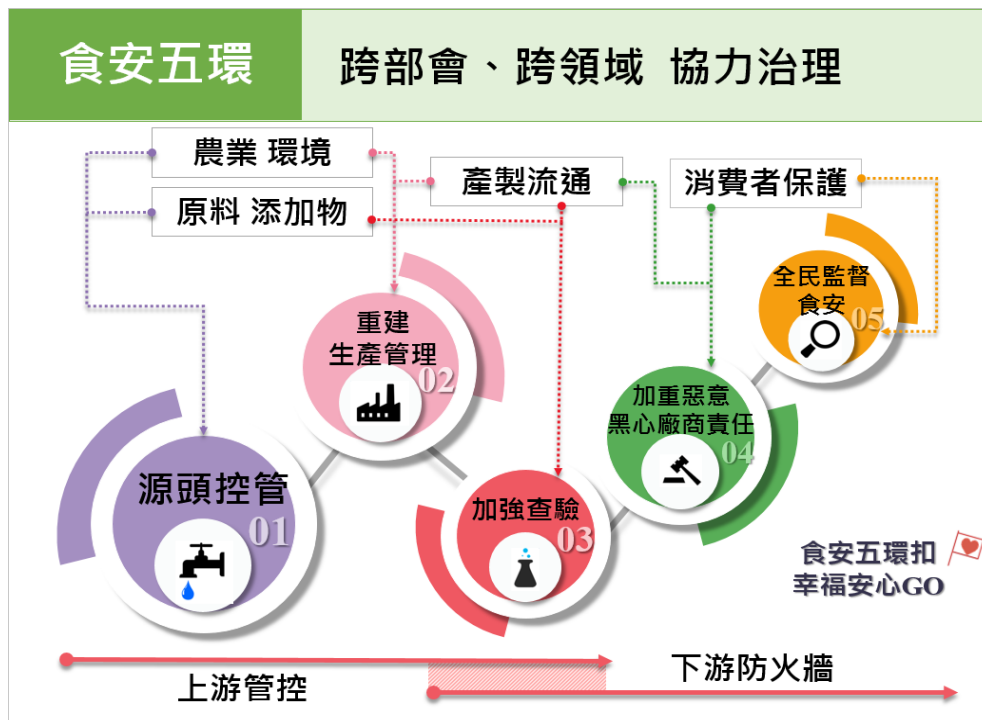 食安五環
跨部會、跨領域 協力治理
農業 環境
原料 添加物
產製流通
消費者保護
源頭控管
01
重建
生產管理
02
加強查驗
03
加重惡意
黑心廠商責任
04
全民監督
食安
05
食安五環扣
幸福安心GO
上游管控
下游防火牆